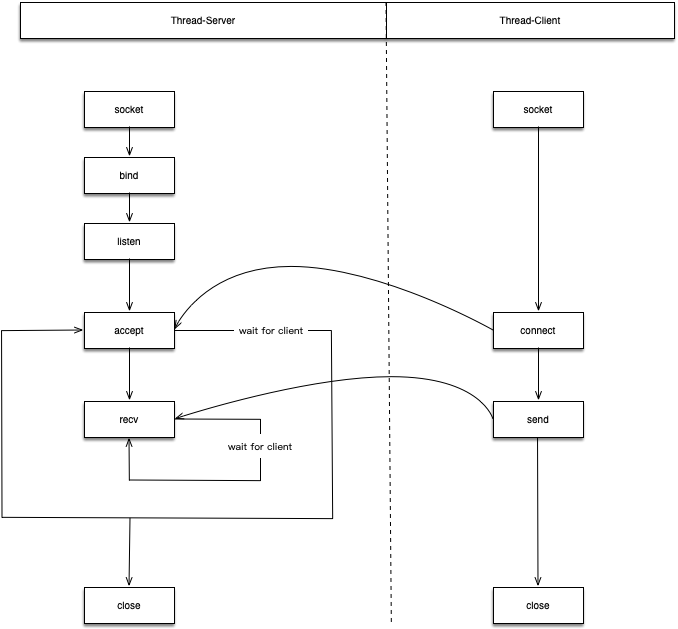 Thread-Server
Thread-Client
socket
socket
bind
listen
accept
wait for client
connect
recv
send
wait for client
close
close